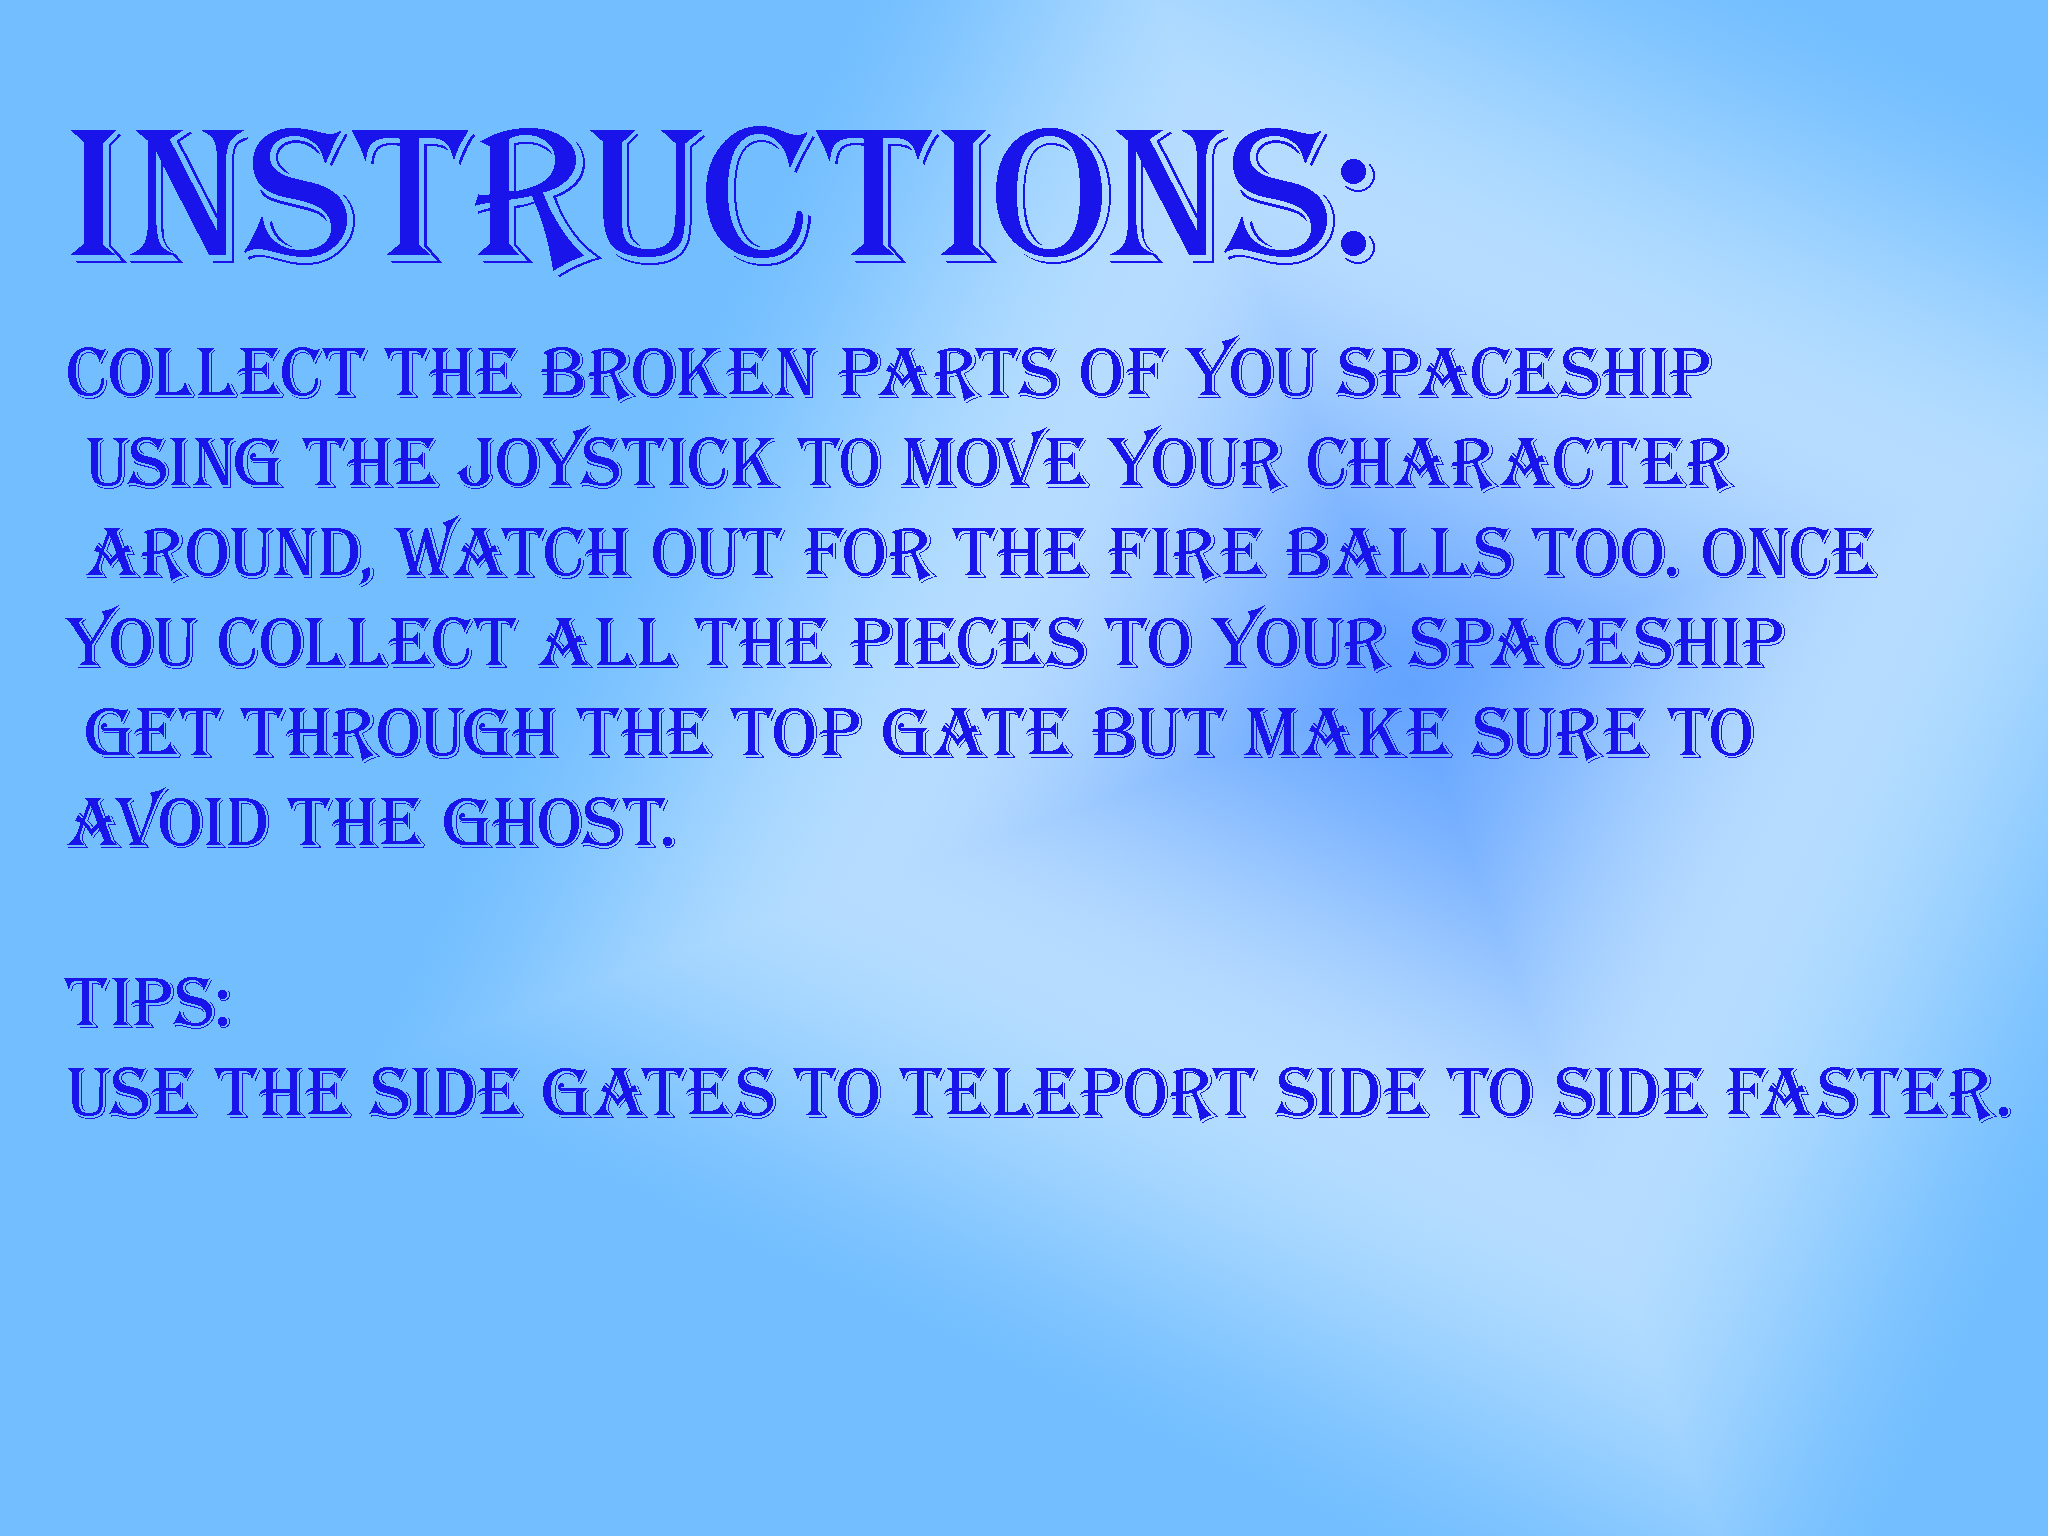 INSTRUCTIONS:
COLLECT THE BROKEN PARTS OF YOU SPACESHIP
USING THE JOYSTICK TO MOVE YOUR CHARACTER
AROUND, WATCH OUT FOR THE FIRE BALLS TOO. ONCE
YOU COLLECT ALL THE PIECES TO YOUR SPACESHIP
GET THROUGH THE TOP GATE BUT MAKE SURE TO
AVOID THE GHOST.
TIPS:
USE THE SIDE GATES TO TELEPORT SIDE TO SIDE FASTER.